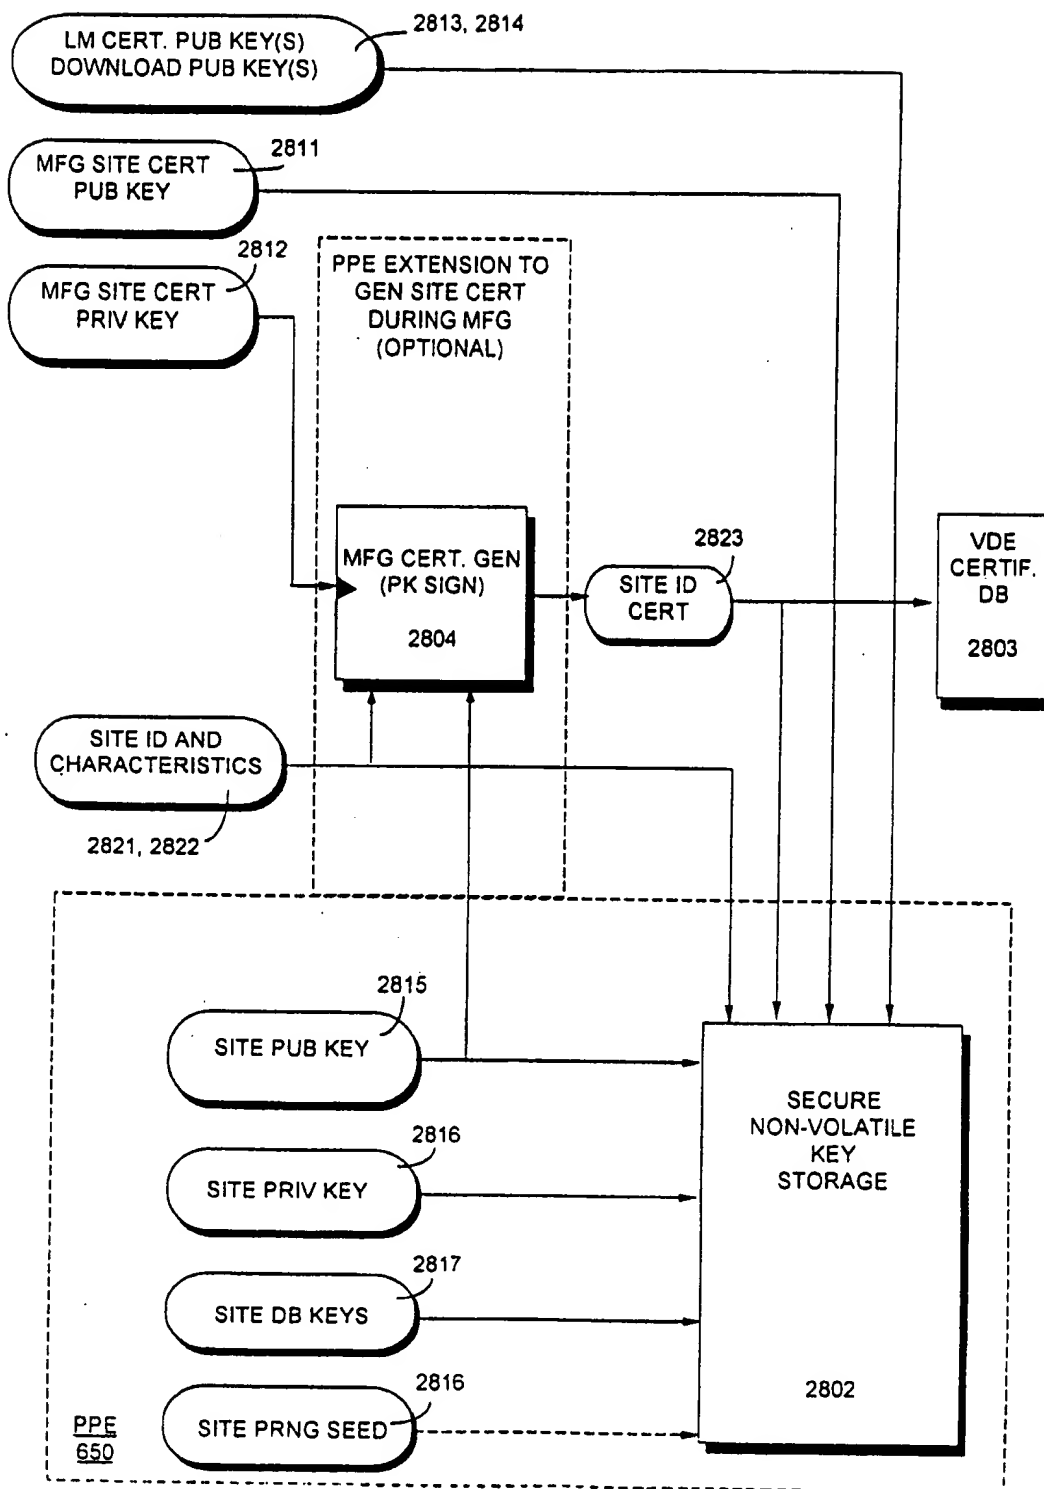 LM CERT. PUB KEY(S)
DOWNLOAD PUB KEY(S)
2813, 2814
MFG SITE CERT
PUB KEY
2811
MFG SITE CERT
PRIV KEY
2812
PPE EXTENSION TO
GEN SITE CERT
DURING MFG
(OPTIONAL)
MFG CERT. GEN
(PK SIGN)
2804
SITE ID
CERT
2823
VDE
CERTIF.
DB
2803
SITE ID AND
CHARACTERISTICS
2821, 2822
SITE PUB KEY
2815
SITE PRIV KEY
2816
SITE DB KEYS
2817
SITE PRNG SEED
2816
SECURE
NON-VOLATILE
KEY
STORAGE
2802
PPE
650